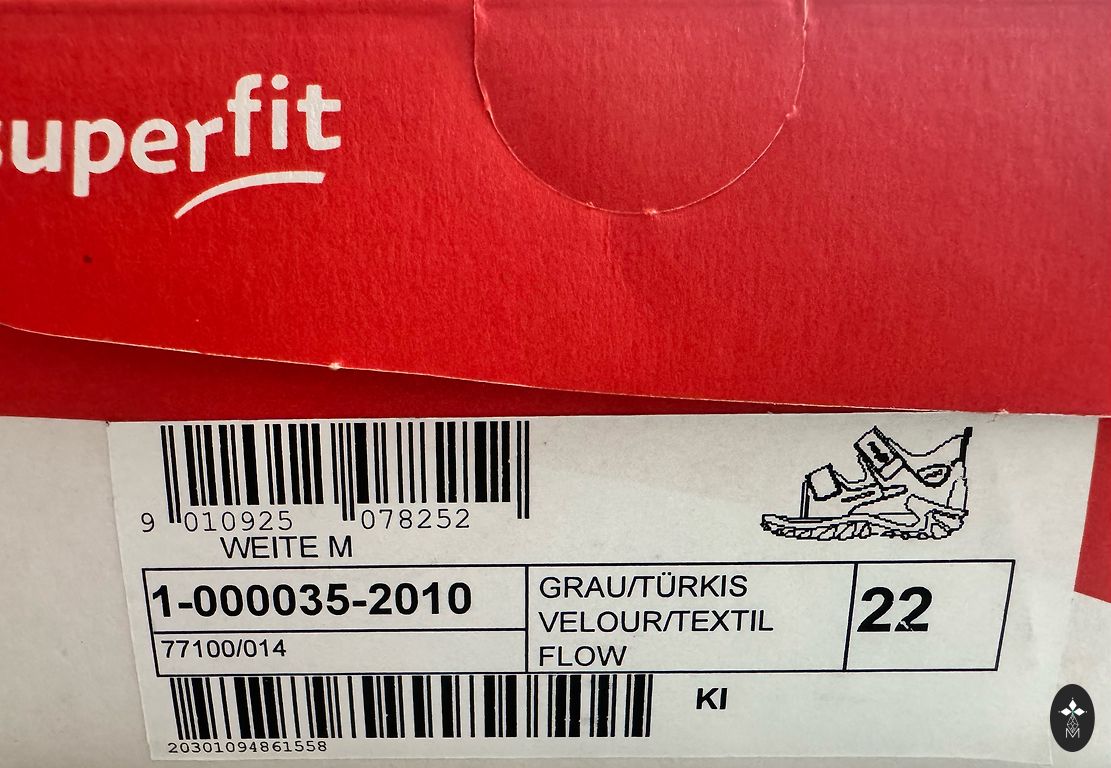 superfit
9 010925 078252
WEITE M
1-000035-2010
77100/014
GRAU/TÜRKIS
VELOUR/TEXTIL
FLOW
22
KI
20301094861558
M